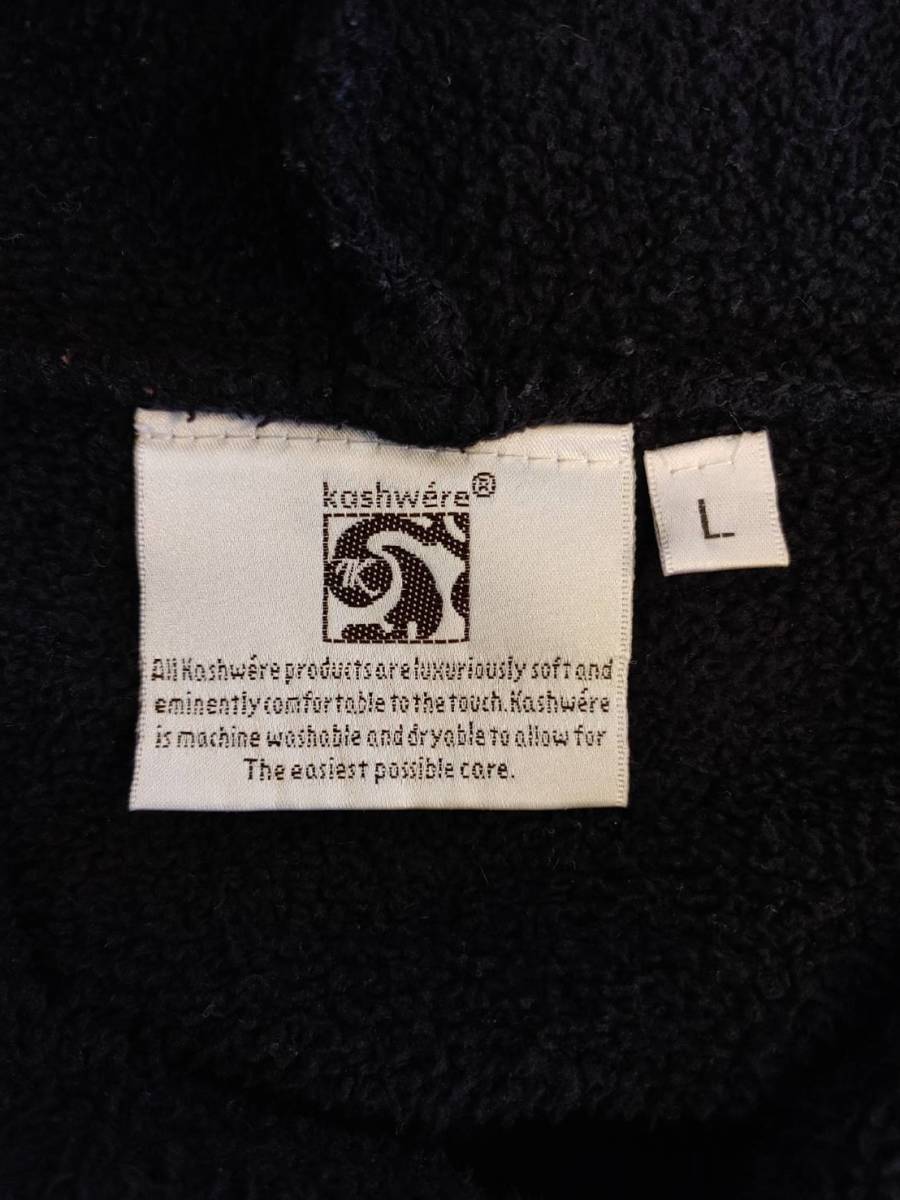 kashwére®
K
L
All Kashwére products are luxuriously soft and
eminently comfortable to the touch. Kashwére
is machine washable and dryable to allow for
The easiest possible care.